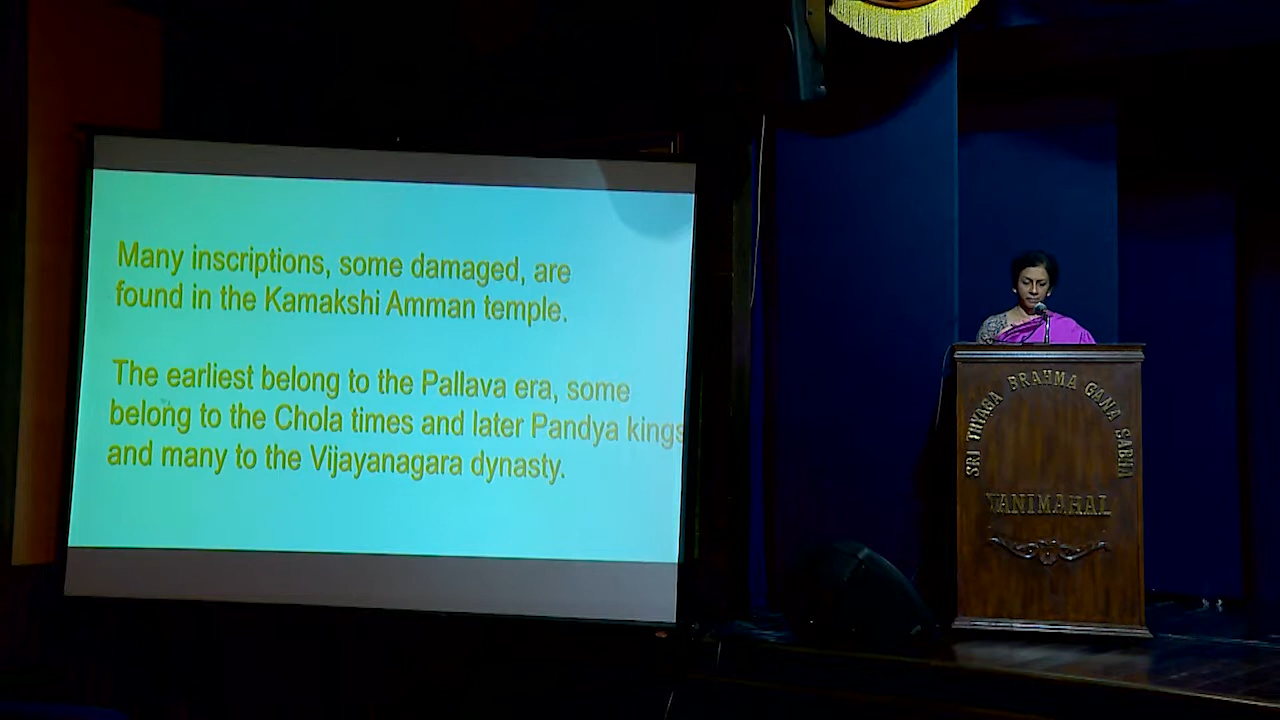 Many inscriptions, some damaged, are
found in the Kamakshi Amman temple.
The earliest belong to the Pallava era, some
belong to the Chola times and later Pandya kings
and many to the Vijayanagara dynasty.
SRI THYAGA BRAHMA GANA SABHA
VANIMAHAL